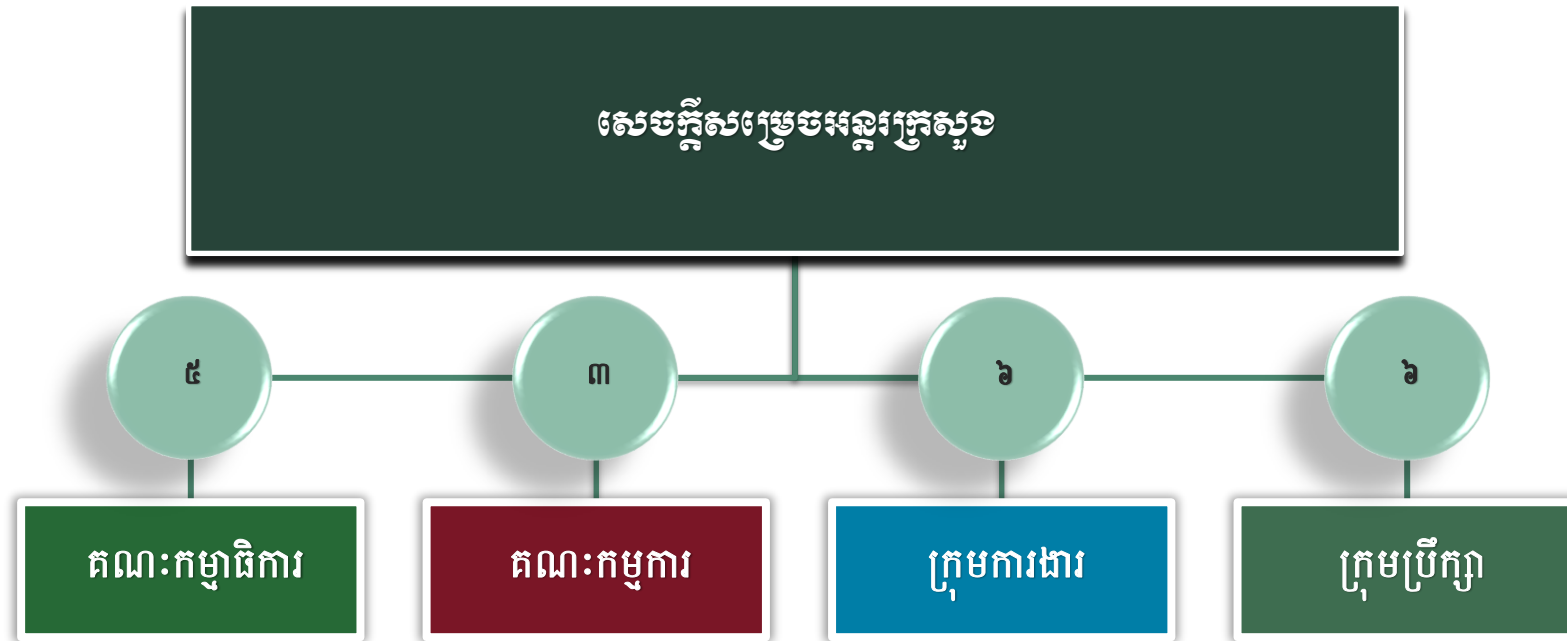 សេចក្តីសម្រេចអន្តរក្រសួង
៥
៣
៦
៦
គណៈកម្មាធិការ
គណៈកម្មការ
ក្រុមការងារ
ក្រុមប្រឹក្សា